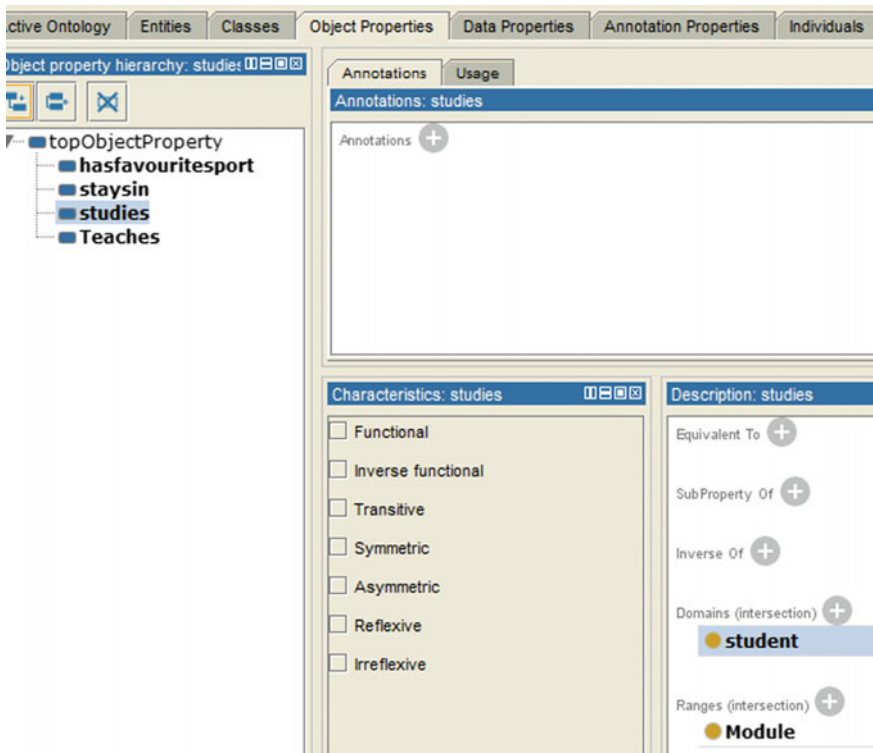 ctive Ontology Entities Classes Object Properties Data Properties Annotation Properties Individuals
Object property hierarchy: studies
topObjectProperty
hasfavouritesport
staysin
studies
Teaches
Annotations Usage
Annotations: studies
Annotations
Characteristics: studies
Functional
Inverse functional
Transitive
Symmetric
Asymmetric
Reflexive
Irreflexive
Description: studies
Equivalent To
SubProperty Of
Inverse Of
Domains (intersection)
student
Ranges (intersection)
Module